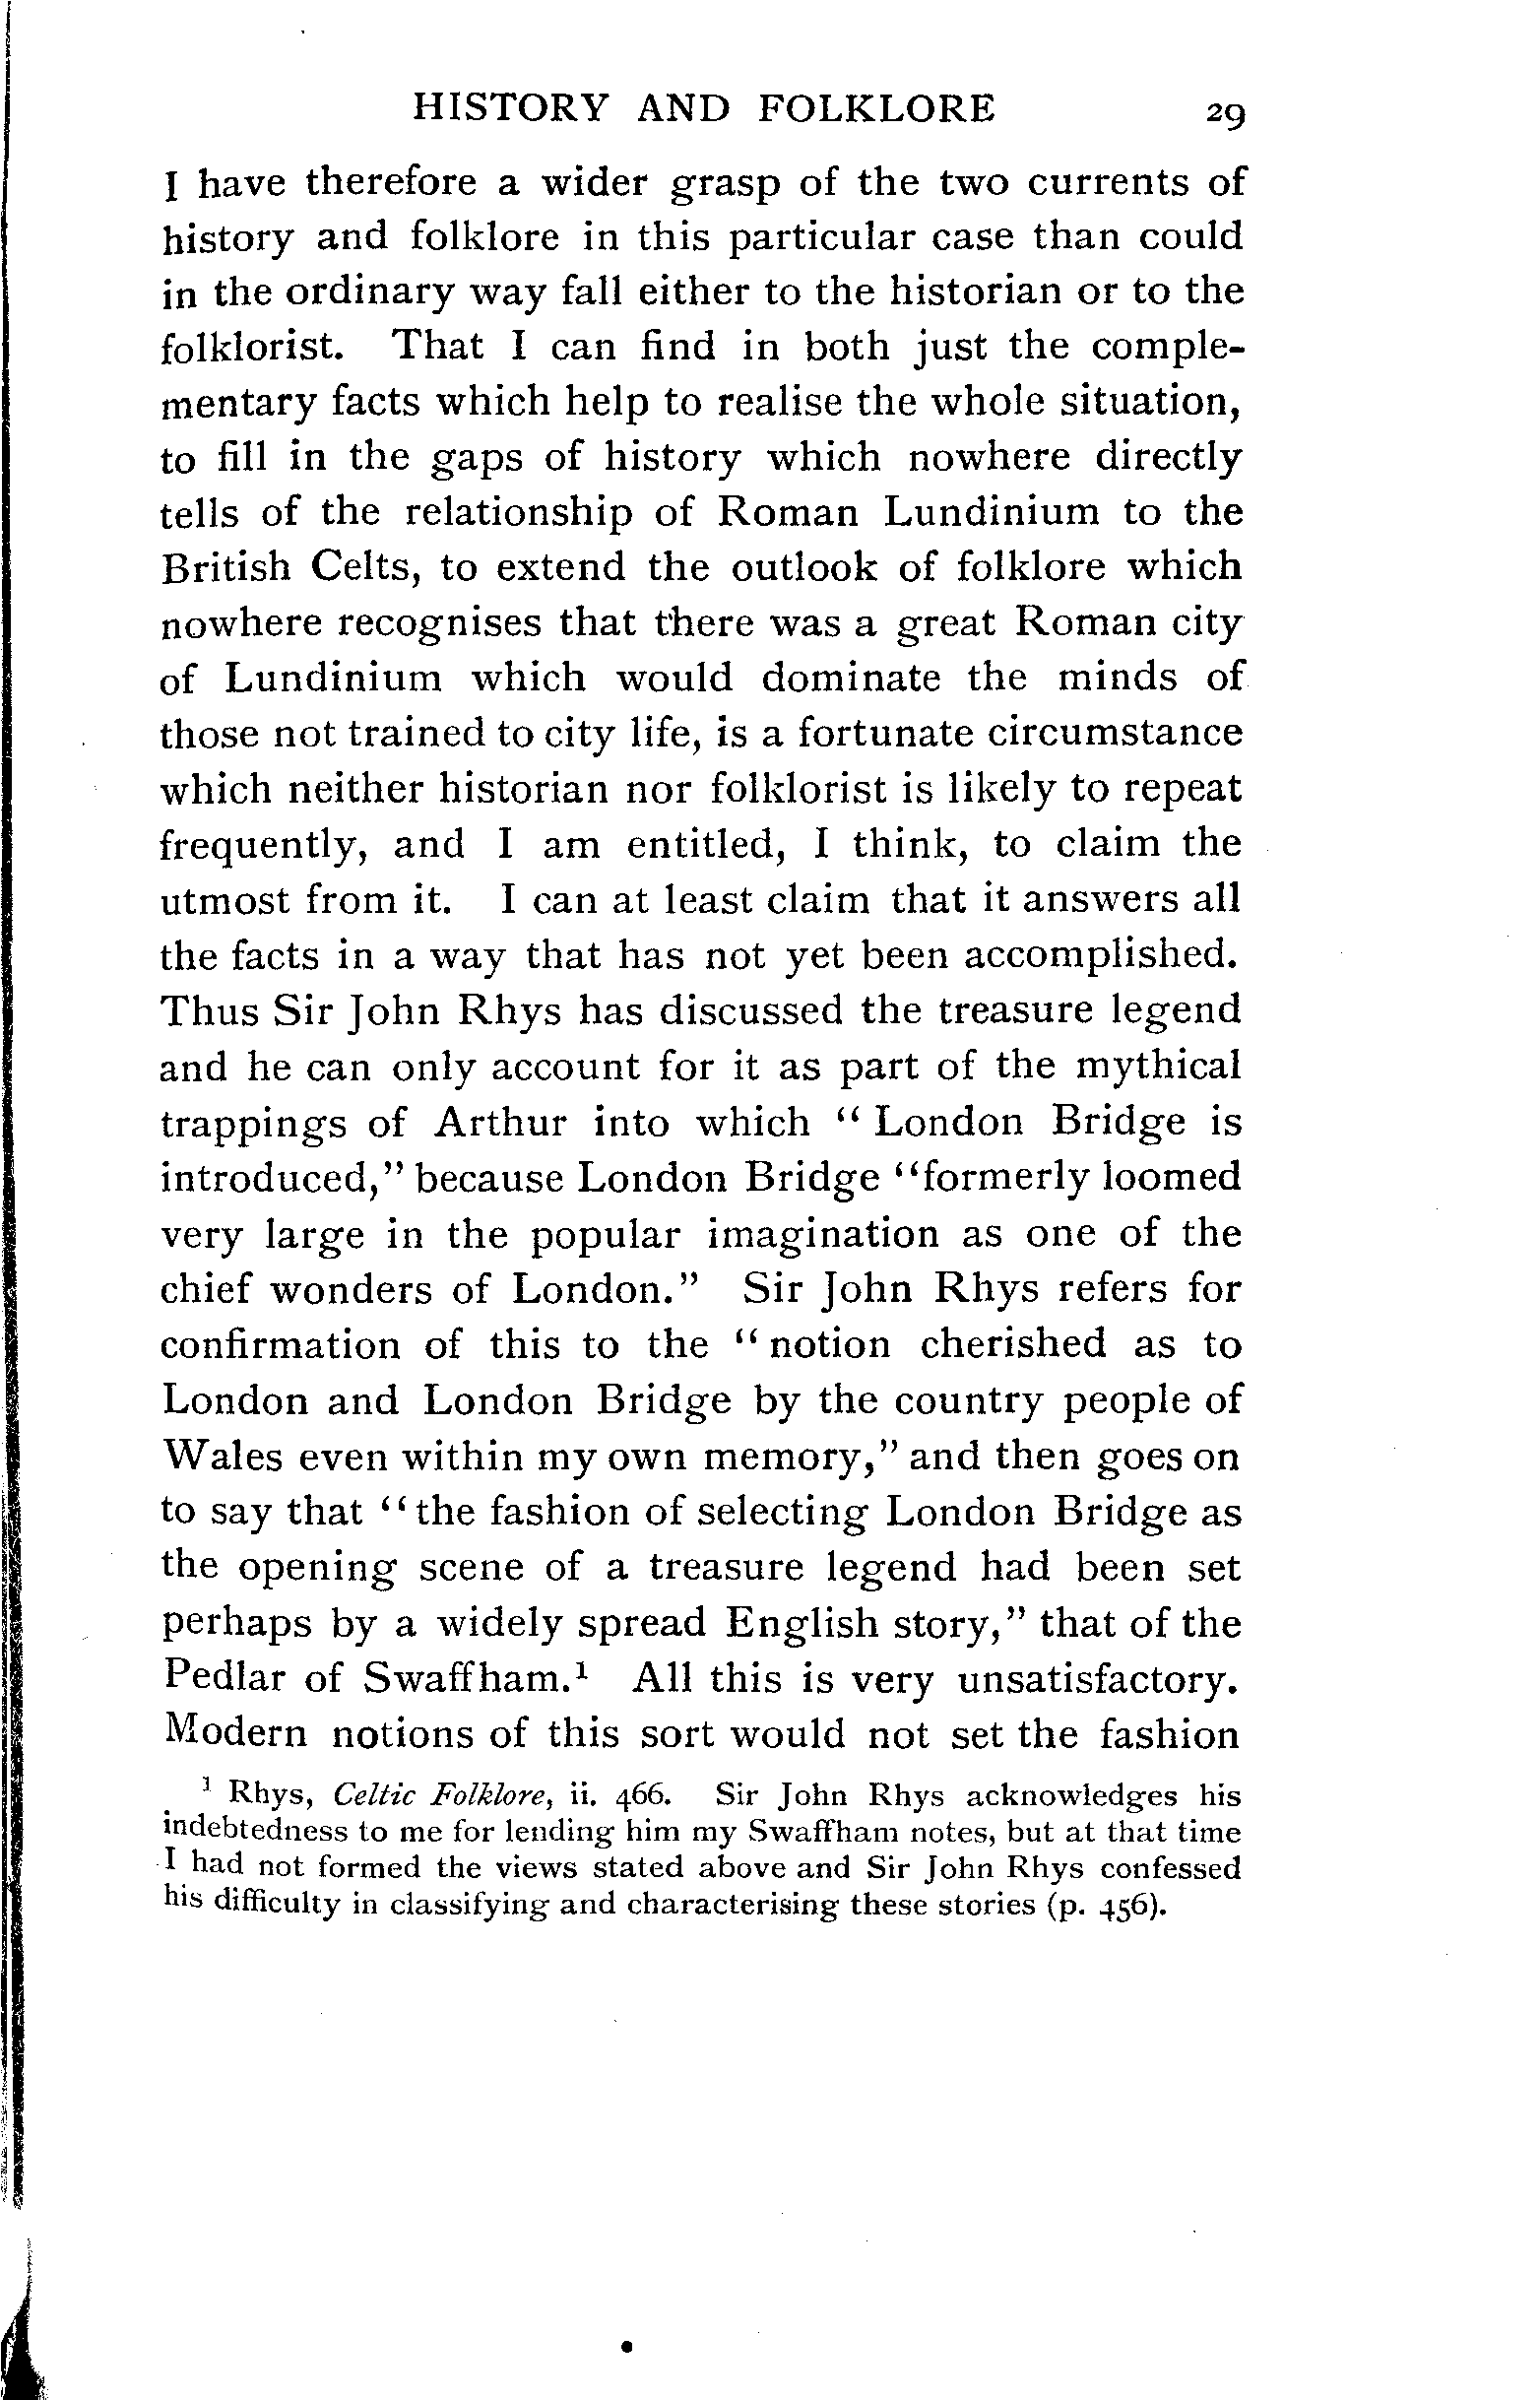 HISTORY AND FOLKLORE 29
I have therefore a wider grasp of the two currents of
history and folklore in this particular case than could
in the ordinary way fall either to the historian or to the
folklorist. That I can find in both just the comple-
mentary facts which help to realise the whole situation,
to fill in the gaps of history which nowhere directly
tells of the relationship of Roman Lundinium to the
British Celts, to extend the outlook of folklore which
nowhere recognises that there was a great Roman city
of Lundinium which would dominate the minds of
those not trained to city life, is a fortunate circumstance
which neither historian nor folklorist is likely to repeat
frequently, and I am entitled, I think, to claim the
utmost from it. I can at least claim that it answers all
the facts in a way that has not yet been accomplished.
Thus Sir John Rhys has discussed the treasure legend
and he can only account for it as part of the mythical
trappings of Arthur into which “London Bridge is
introduced,” because London Bridge “formerly loomed
very large in the popular imagination as one of the
chief wonders of London.” Sir John Rhys refers for
confirmation of this to the “notion cherished as to
London and London Bridge by the country people of
Wales even within my own memory,” and then goes on
to say that “the fashion of selecting London Bridge as
the opening scene of a treasure legend had been set
perhaps by a widely spread English story,” that of the
Pedlar of Swaffham.¹ All this is very unsatisfactory.
Modern notions of this sort would not set the fashion
¹ Rhys, Celtic Folklore, ii. 466. Sir John Rhys acknowledges his
indebtedness to me for lending him my Swaffham notes, but at that time
I had not formed the views stated above and Sir John Rhys confessed
his difficulty in classifying and characterising these stories (p. 456).